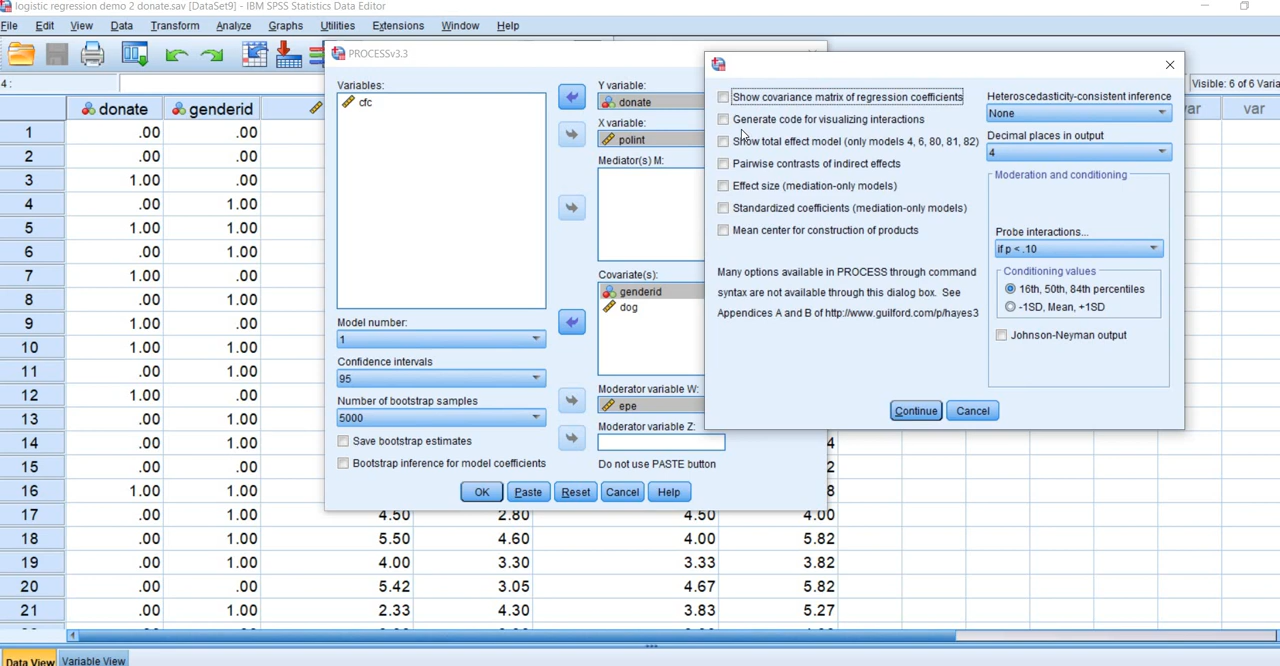 logistic regression demo 2 donate.sav [DataSet9] - IBM SPSS Statistics Data Editor
File Edit View Data Transform Analyze Graphs Utilities Extensions Window Help
4 :
Visible: 6 of 6 Varia
donate genderid var var
1 .00 .00
2 .00 .00
3 1.00 .00
4 .00 1.00
5 1.00 1.00
6 .00 1.00
7 1.00 .00
8 .00 1.00
9 .00 1.00
10 1.00 1.00
11 .00 1.00
12 1.00 .00
13 .00 1.00
14 .00 1.00 4
15 .00 .00 2
16 1.00 .00 8
17 .00 1.00 4.50 2.80 4.50 4.00
18 .00 1.00 5.50 4.60 4.00 5.82
19 .00 1.00 4.00 3.30 3.33 3.82
20 .00 .00 5.42 3.05 4.67 5.82
21 .00 1.00 2.33 4.30 3.83 5.27
Data View Variable View
PROCESSv3.3
Variables:
cfc
Model number:
1
Confidence intervals
95
Number of bootstrap samples
5000
Save bootstrap estimates
Bootstrap inference for model coefficients
Y variable:
donate
X variable:
polint
Mediator(s) M:
Covariate(s):
genderid
dog
Moderator variable W:
epe
Moderator variable Z:
Do not use PASTE button
OK Paste Reset Cancel Help
Show covariance matrix of regression coefficients
Generate code for visualizing interactions
Show total effect model (only models 4, 6, 80, 81, 82)
Pairwise contrasts of indirect effects
Effect size (mediation-only models)
Standardized coefficients (mediation-only models)
Mean center for construction of products
Many options available in PROCESS through command
syntax are not available through this dialog box. See
Appendices A and B of http://www.guilford.com/p/hayes3
Heteroscedasticity-consistent inference
None
Decimal places in output
4
Moderation and conditioning
Probe interactions...
if p < .10
Conditioning values
16th, 50th, 84th percentiles
-1SD, Mean, +1SD
Johnson-Neyman output
Continue Cancel